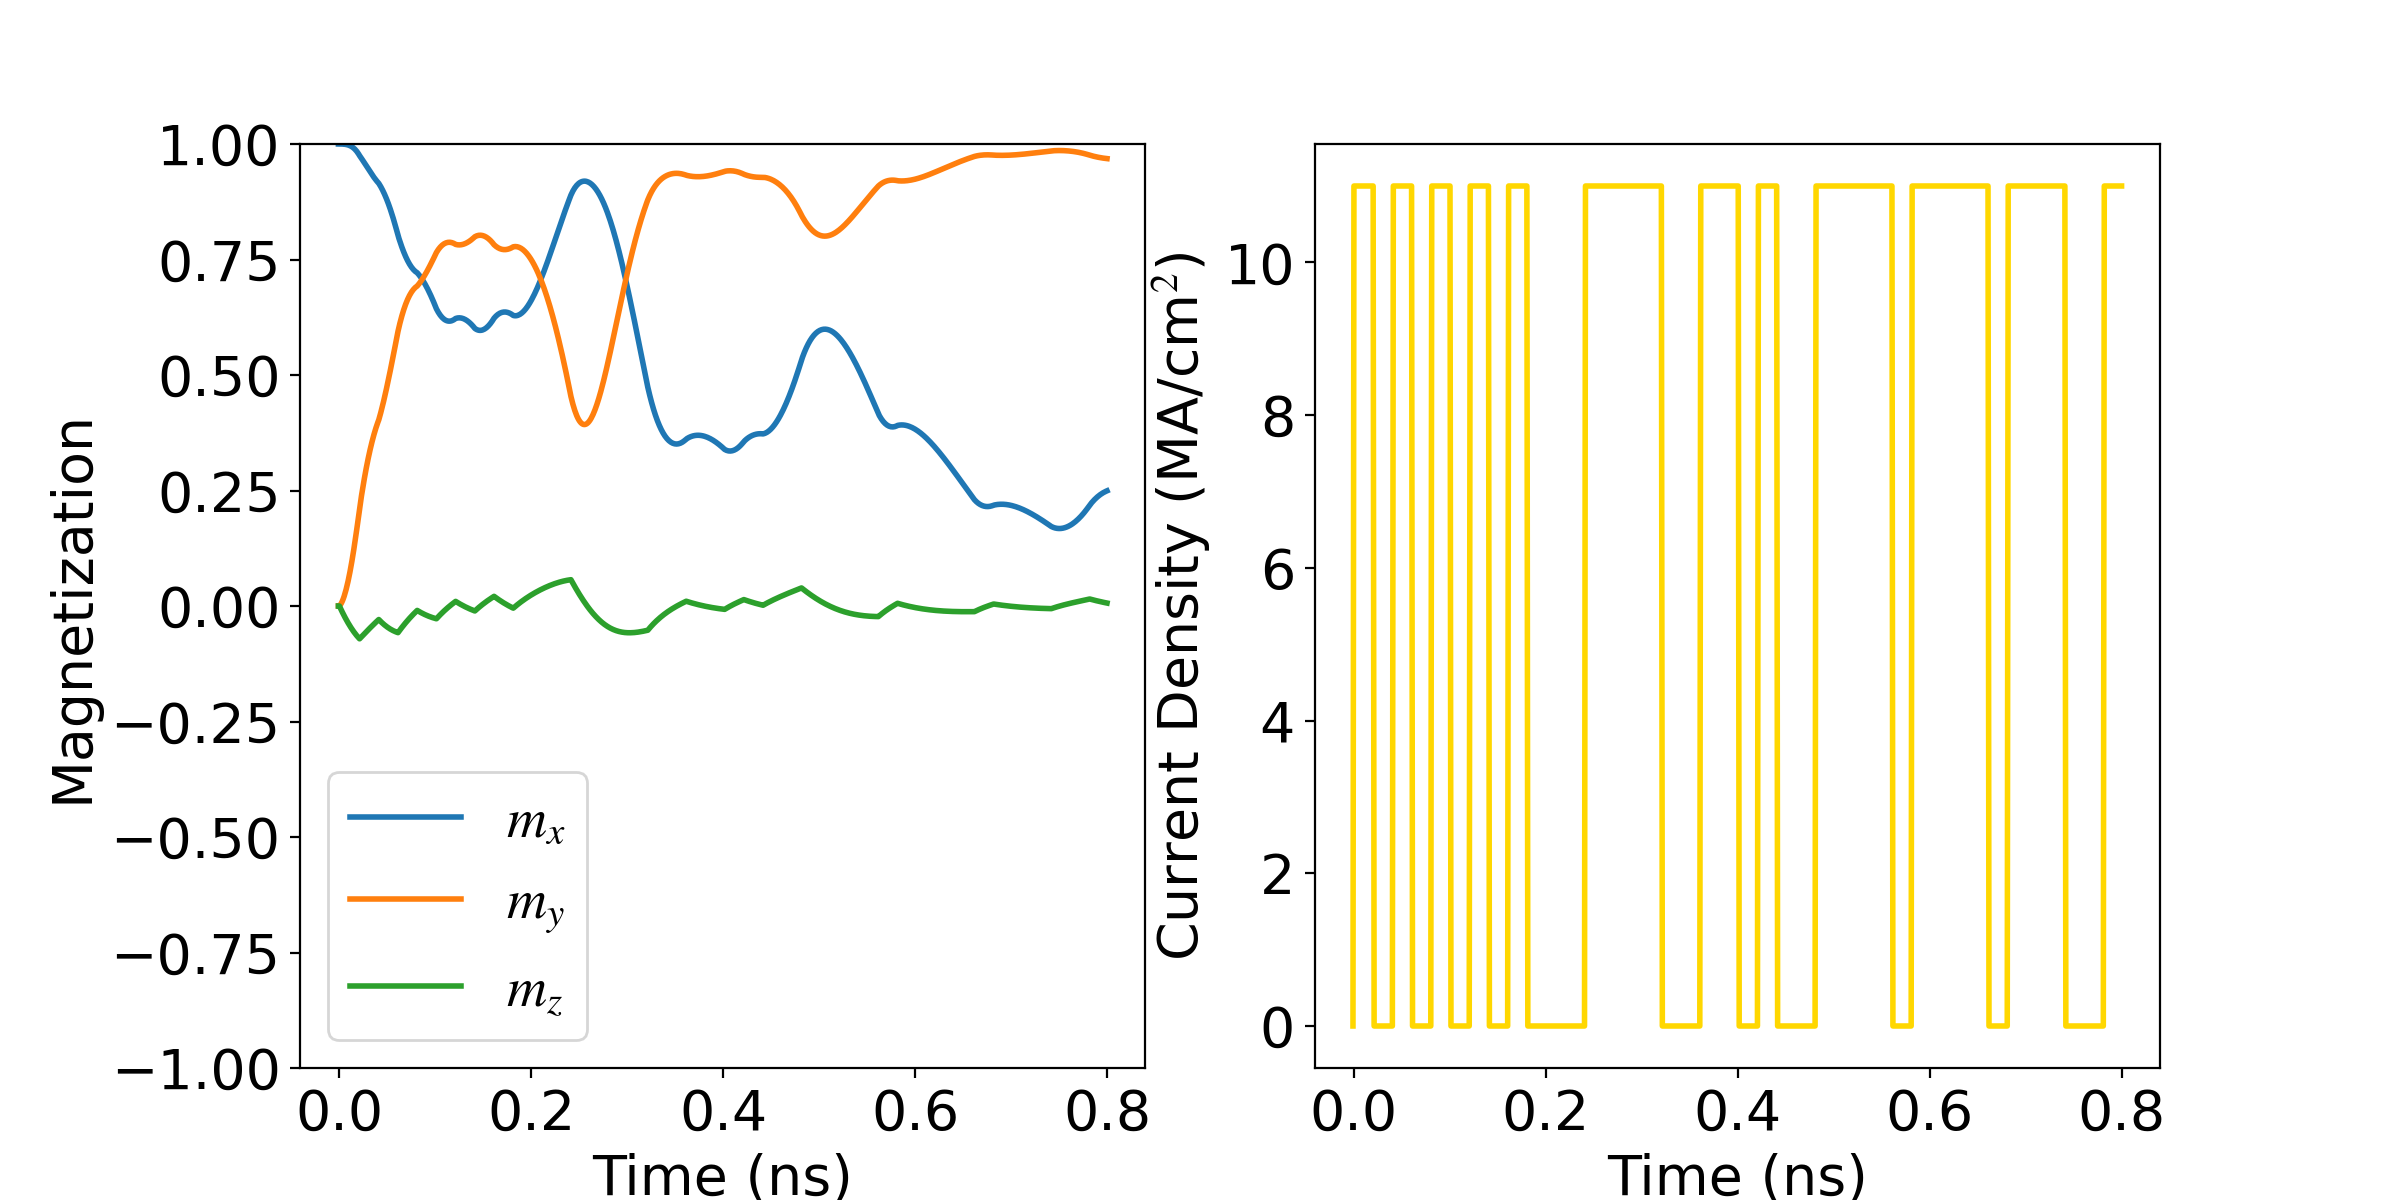 Magnetization
1.00
0.75
0.50
0.25
0.00
−0.25
−0.50
−0.75
−1.00
m_x
m_y
m_z
0.0 0.2 0.4 0.6 0.8
Time (ns)
Current Density (MA/cm²)
10
8
6
4
2
0
0.0 0.2 0.4 0.6 0.8
Time (ns)